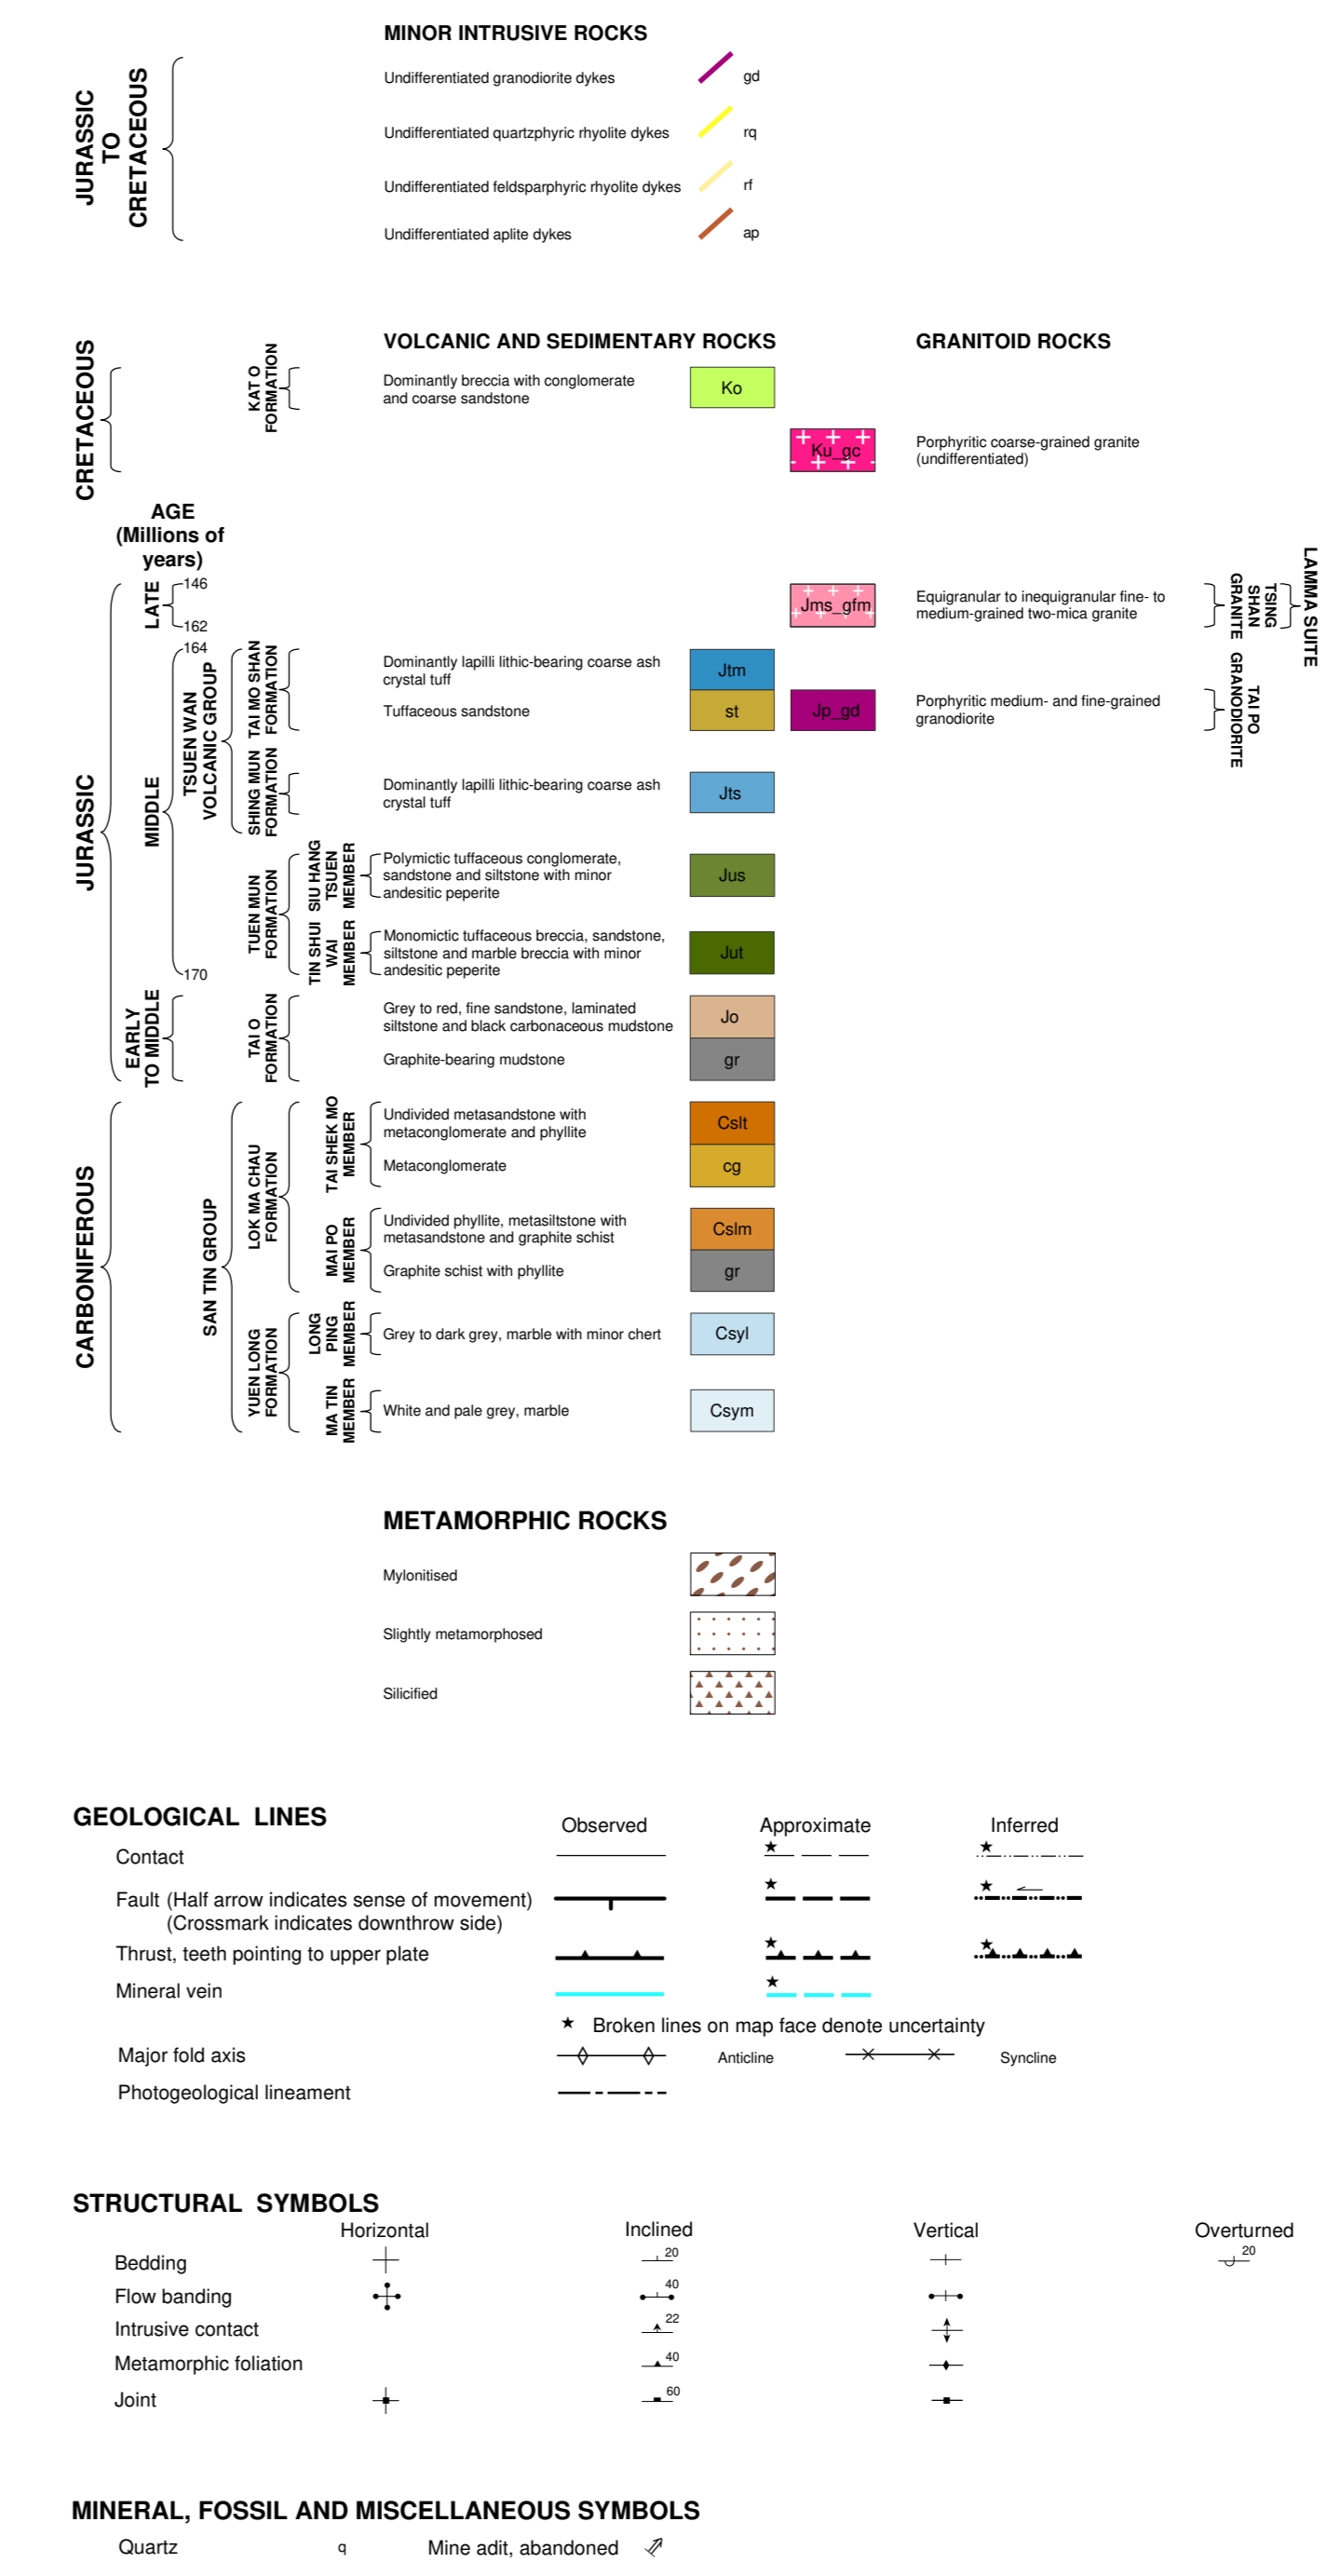 MINOR INTRUSIVE ROCKS
JURASSIC
TO
CRETACEOUS
Undifferentiated granodiorite dykes
gd
Undifferentiated quartzphyric rhyolite dykes
rq
Undifferentiated feldsparphyric rhyolite dykes
rf
Undifferentiated aplite dykes
ap
VOLCANIC AND SEDIMENTARY ROCKS
GRANITOID ROCKS
CRETACEOUS
KAT O
FORMATION
Dominantly breccia with conglomerate
and coarse sandstone
Ko
Ku_gc
Porphyritic coarse-grained granite
(undifferentiated)
AGE
(Millions of
years)
JURASSIC
LATE
146
162
Jms_gfm
Equigranular to inequigranular fine- to
medium-grained two-mica granite
TSING
SHAN
GRANITE
LAMMA SUITE
MIDDLE
164
170
TSUEN WAN
VOLCANIC GROUP
TAI MO SHAN
FORMATION
Dominantly lapilli lithic-bearing coarse ash
crystal tuff
Jtm
Tuffaceous sandstone
st
Jp_gd
Porphyritic medium- and fine-grained
granodiorite
TAI PO
GRANODIORITE
SHING MUN
FORMATION
Dominantly lapilli lithic-bearing coarse ash
crystal tuff
Jts
TUEN MUN
FORMATION
SIU HANG
TSUEN
MEMBER
Polymictic tuffaceous conglomerate,
sandstone and siltstone with minor
andesitic peperite
Jus
TIN SHUI
WAI
MEMBER
Monomictic tuffaceous breccia, sandstone,
siltstone and marble breccia with minor
andesitic peperite
Jut
EARLY
TO MIDDLE
TAI O
FORMATION
Grey to red, fine sandstone, laminated
siltstone and black carbonaceous mudstone
Jo
Graphite-bearing mudstone
gr
CARBONIFEROUS
SAN TIN GROUP
LOK MA CHAU
FORMATION
TAI SHEK MO
MEMBER
Undivided metasandstone with
metaconglomerate and phyllite
Cslt
Metaconglomerate
cg
MAI PO
MEMBER
Undivided phyllite, metasiltstone with
metasandstone and graphite schist
Cslm
Graphite schist with phyllite
gr
YUEN LONG
FORMATION
LONG
PING
MEMBER
Grey to dark grey, marble with minor chert
Csyl
MA TIN
MEMBER
White and pale grey, marble
Csym
METAMORPHIC ROCKS
Mylonitised
Slightly metamorphosed
Silicified
GEOLOGICAL LINES
Observed
Approximate
Inferred
Contact
Fault (Half arrow indicates sense of movement)
(Crossmark indicates downthrow side)
Thrust, teeth pointing to upper plate
Mineral vein
★ Broken lines on map face denote uncertainty
Major fold axis
Anticline
Syncline
Photogeological lineament
STRUCTURAL SYMBOLS
Horizontal
Inclined
Vertical
Overturned
Bedding
20
20
Flow banding
40
Intrusive contact
22
Metamorphic foliation
40
Joint
60
MINERAL, FOSSIL AND MISCELLANEOUS SYMBOLS
Quartz
q
Mine adit, abandoned